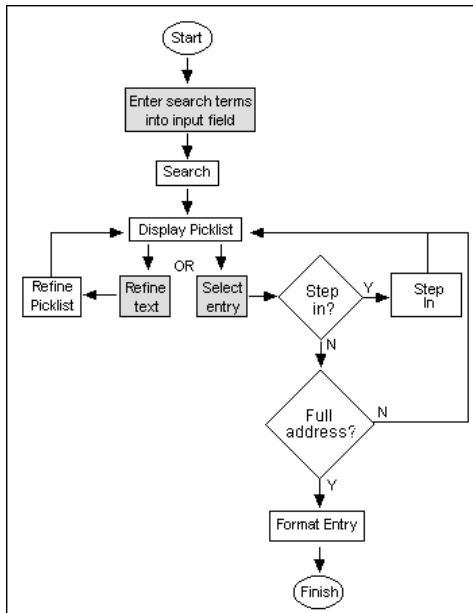 Start
Enter search terms
into input field
Search
Display Picklist
OR
Refine
Picklist
Refine
text
Select
entry
Step
in?
Y
Step
In
N
Full
address?
N
Y
Format Entry
Finish